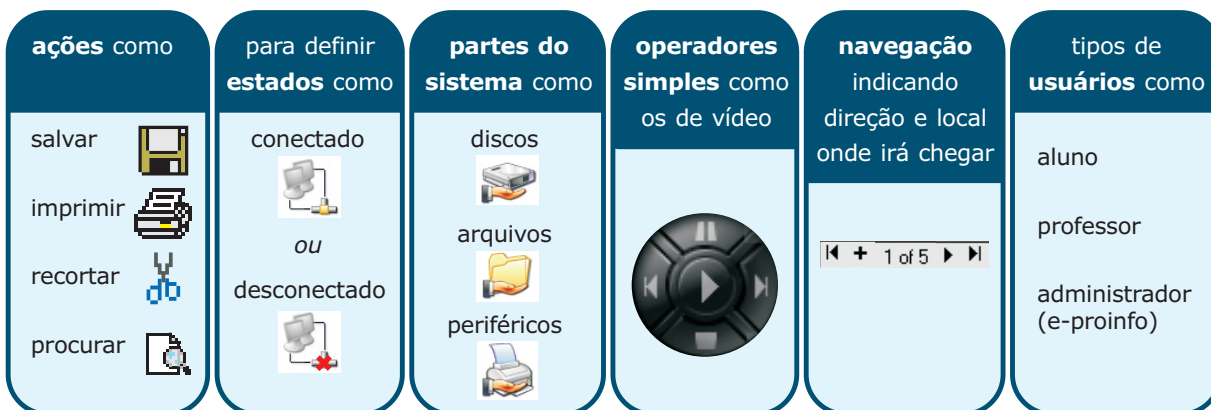 ações como
salvar
imprimir
recortar
procurar
para definir
estados como
conectado
ou
desconectado
partes do
sistema como
discos
arquivos
periféricos
operadores
simples como
os de vídeo
navegação
indicando
direção e local
onde irá chegar
1 of 5
tipos de
usuários como
aluno
professor
administrador
(e-proinfo)